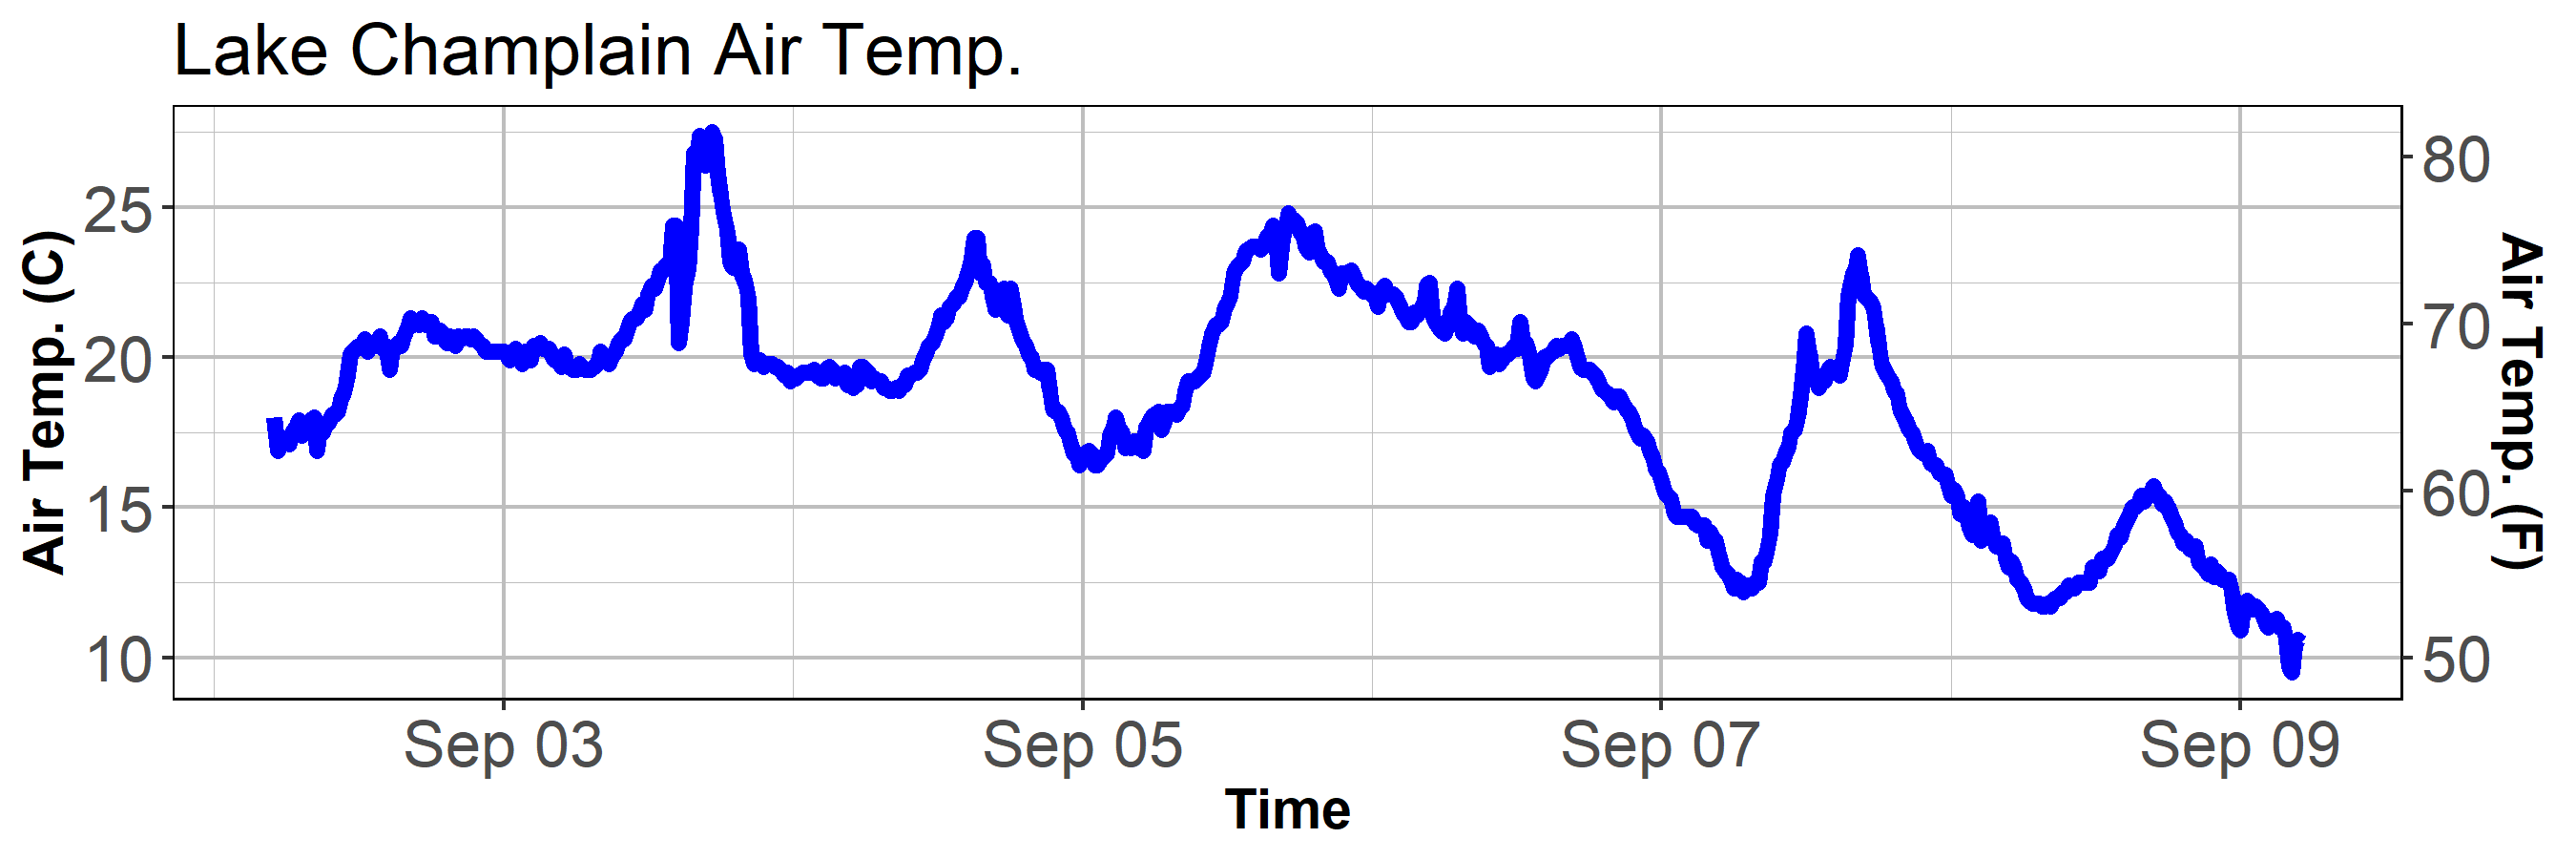 Lake Champlain Air Temp.
Air Temp. (C)
25
20
15
10
80
70
60
50
Air Temp. (F)
Sep 03 Sep 05 Sep 07 Sep 09
Time